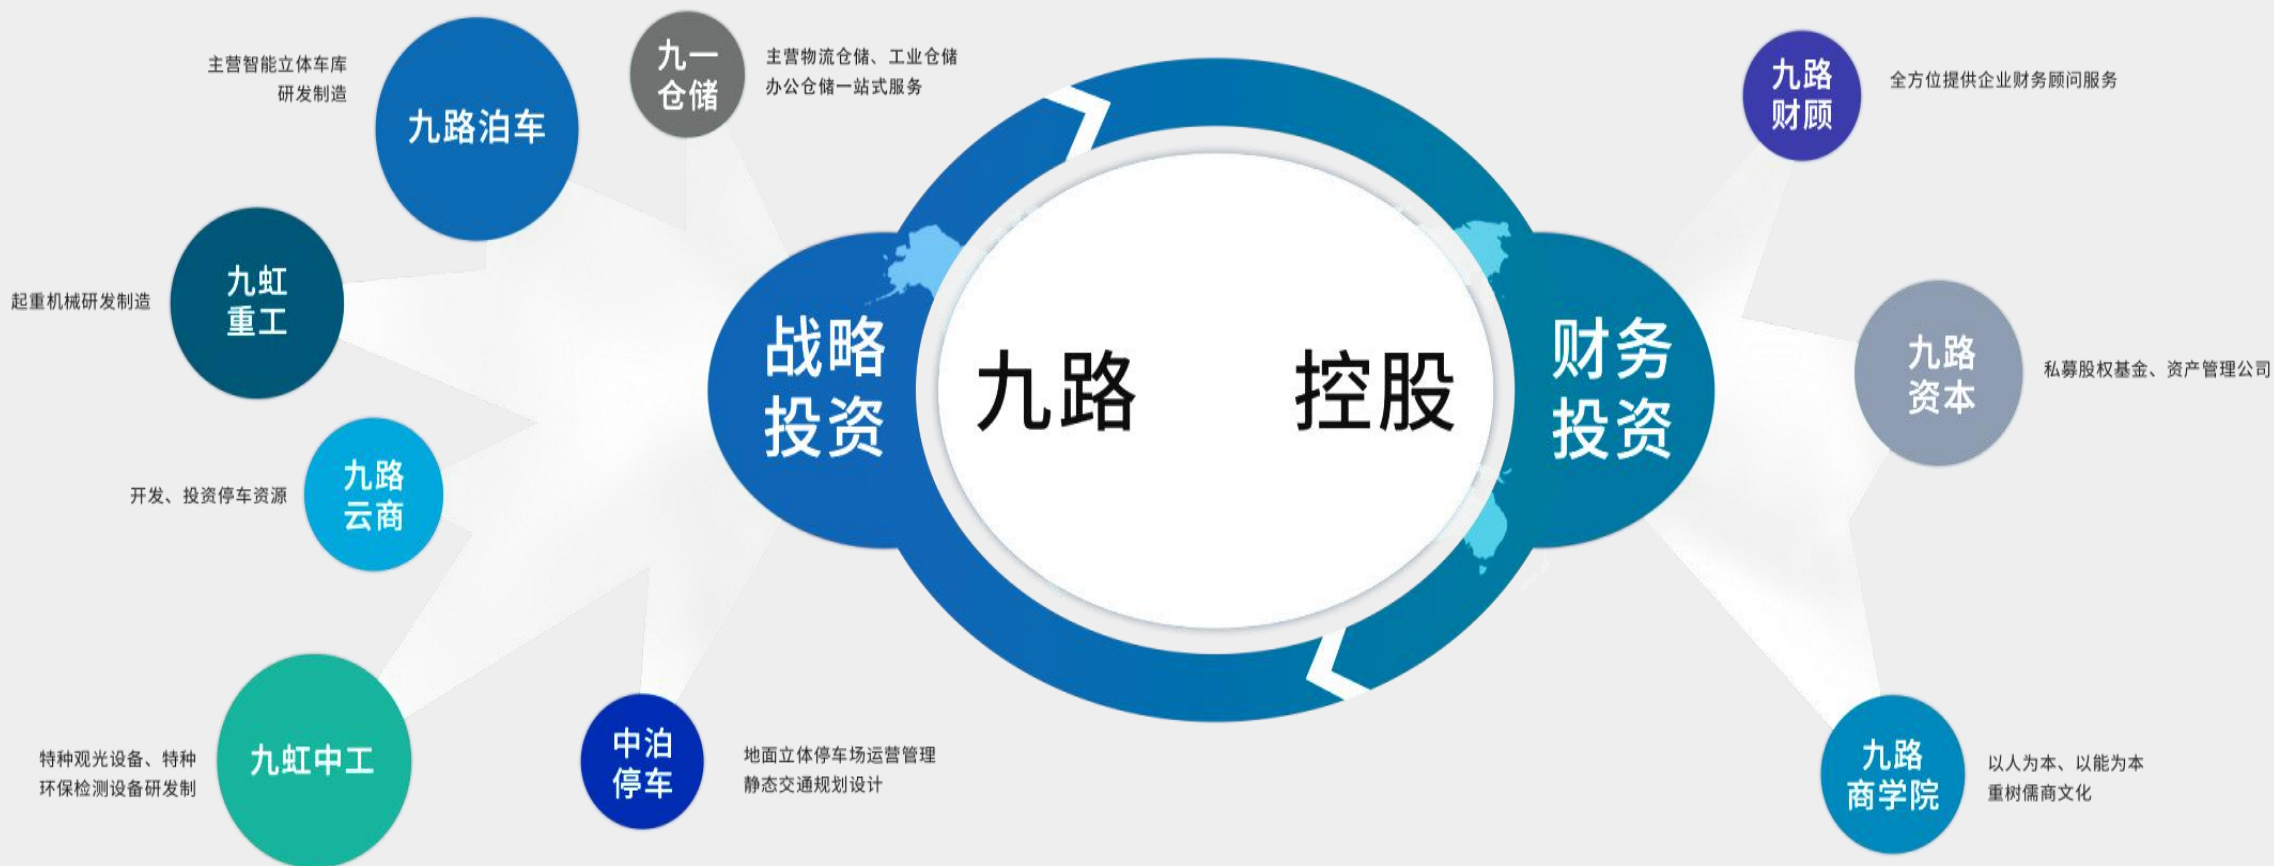 主营智能立体车库
研发制造
九路泊车
九一
仓储
主营物流仓储、工业仓储
办公仓储一站式服务
九虹
重工
起重机械研发制造
九路
云商
开发、投资停车资源
九虹中工
特种观光设备、特种
环保检测设备研发制
中泊
停车
地面立体停车场运营管理
静态交通规划设计
战略
投资
九路 控股
财务
投资
九路
财顾
全方位提供企业财务顾问服务
九路
资本
私募股权基金、资产管理公司
九路
商学院
以人为本、以能为本
重树儒商文化